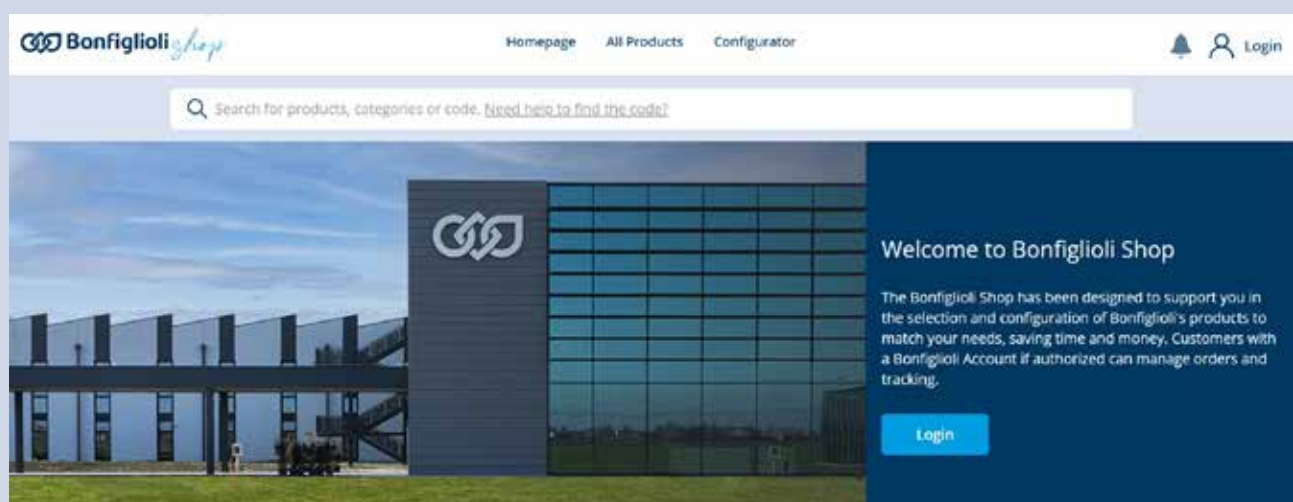 Bonfiglioli shop
Homepage All Products Configurator
Login
Search for products, categories or code. Need help to find the code?
Welcome to Bonfiglioli Shop
The Bonfiglioli Shop has been designed to support you in
the selection and configuration of Bonfiglioli's products to
match your needs, saving time and money. Customers with
a Bonfiglioli Account if authorized can manage orders and
tracking.
Login